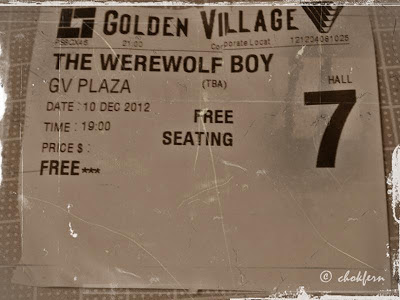 GOLDEN VILLAGE
21:00 Corporate Locat
THE WEREWOLF BOY
GV PLAZA (TBA) HALL
DATE : 10 DEC 2012 7
TIME : 19:00 FREE
PRICE $ : SEATING
FREE***
© chokfern